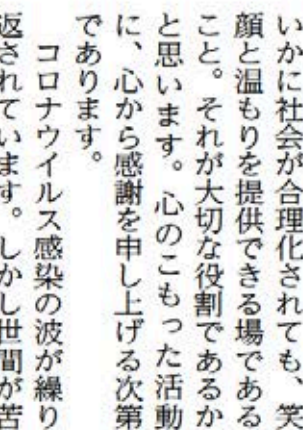 いかに社会が合理化されても、笑
顔と温もりを提供できる場である
こと。それが大切な役割であるか
と思います。心のこもった活動
に、心から感謝を申し上げる次第
であります。
コロナウイルス感染の波が繰り
返されています。しかし世間が苦